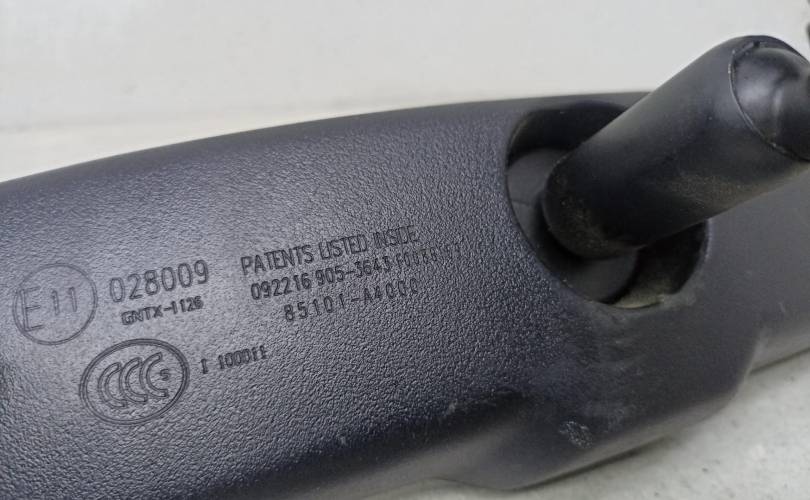 E11
028009
GNTX-1126
PATENTS LISTED INSIDE
092216 905-3643
85101-A4000
CCC